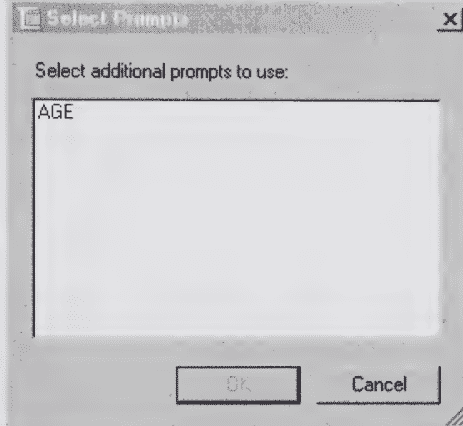 Select Prompts
Select additional prompts to use:
AGE
OK
Cancel